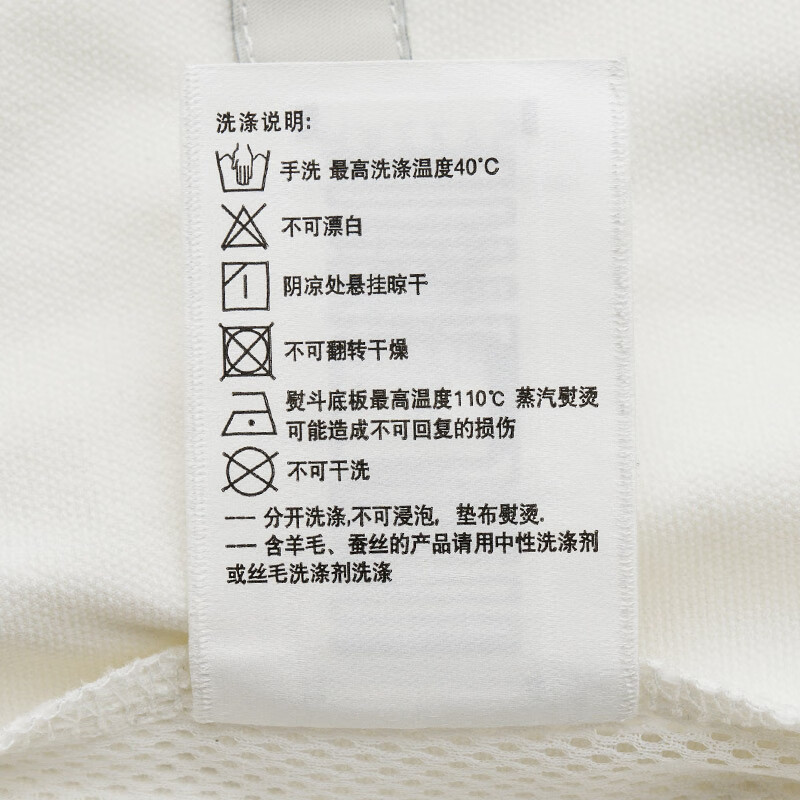 洗涤说明:
手洗 最高洗涤温度40°C
不可漂白
阴凉处悬挂晾干
不可翻转干燥
熨斗底板最高温度110℃ 蒸汽熨烫
可能造成不可回复的损伤
不可干洗
— 分开洗涤,不可浸泡, 垫布熨烫.
— 含羊毛、蚕丝的产品请用中性洗涤剂
或丝毛洗涤剂洗涤